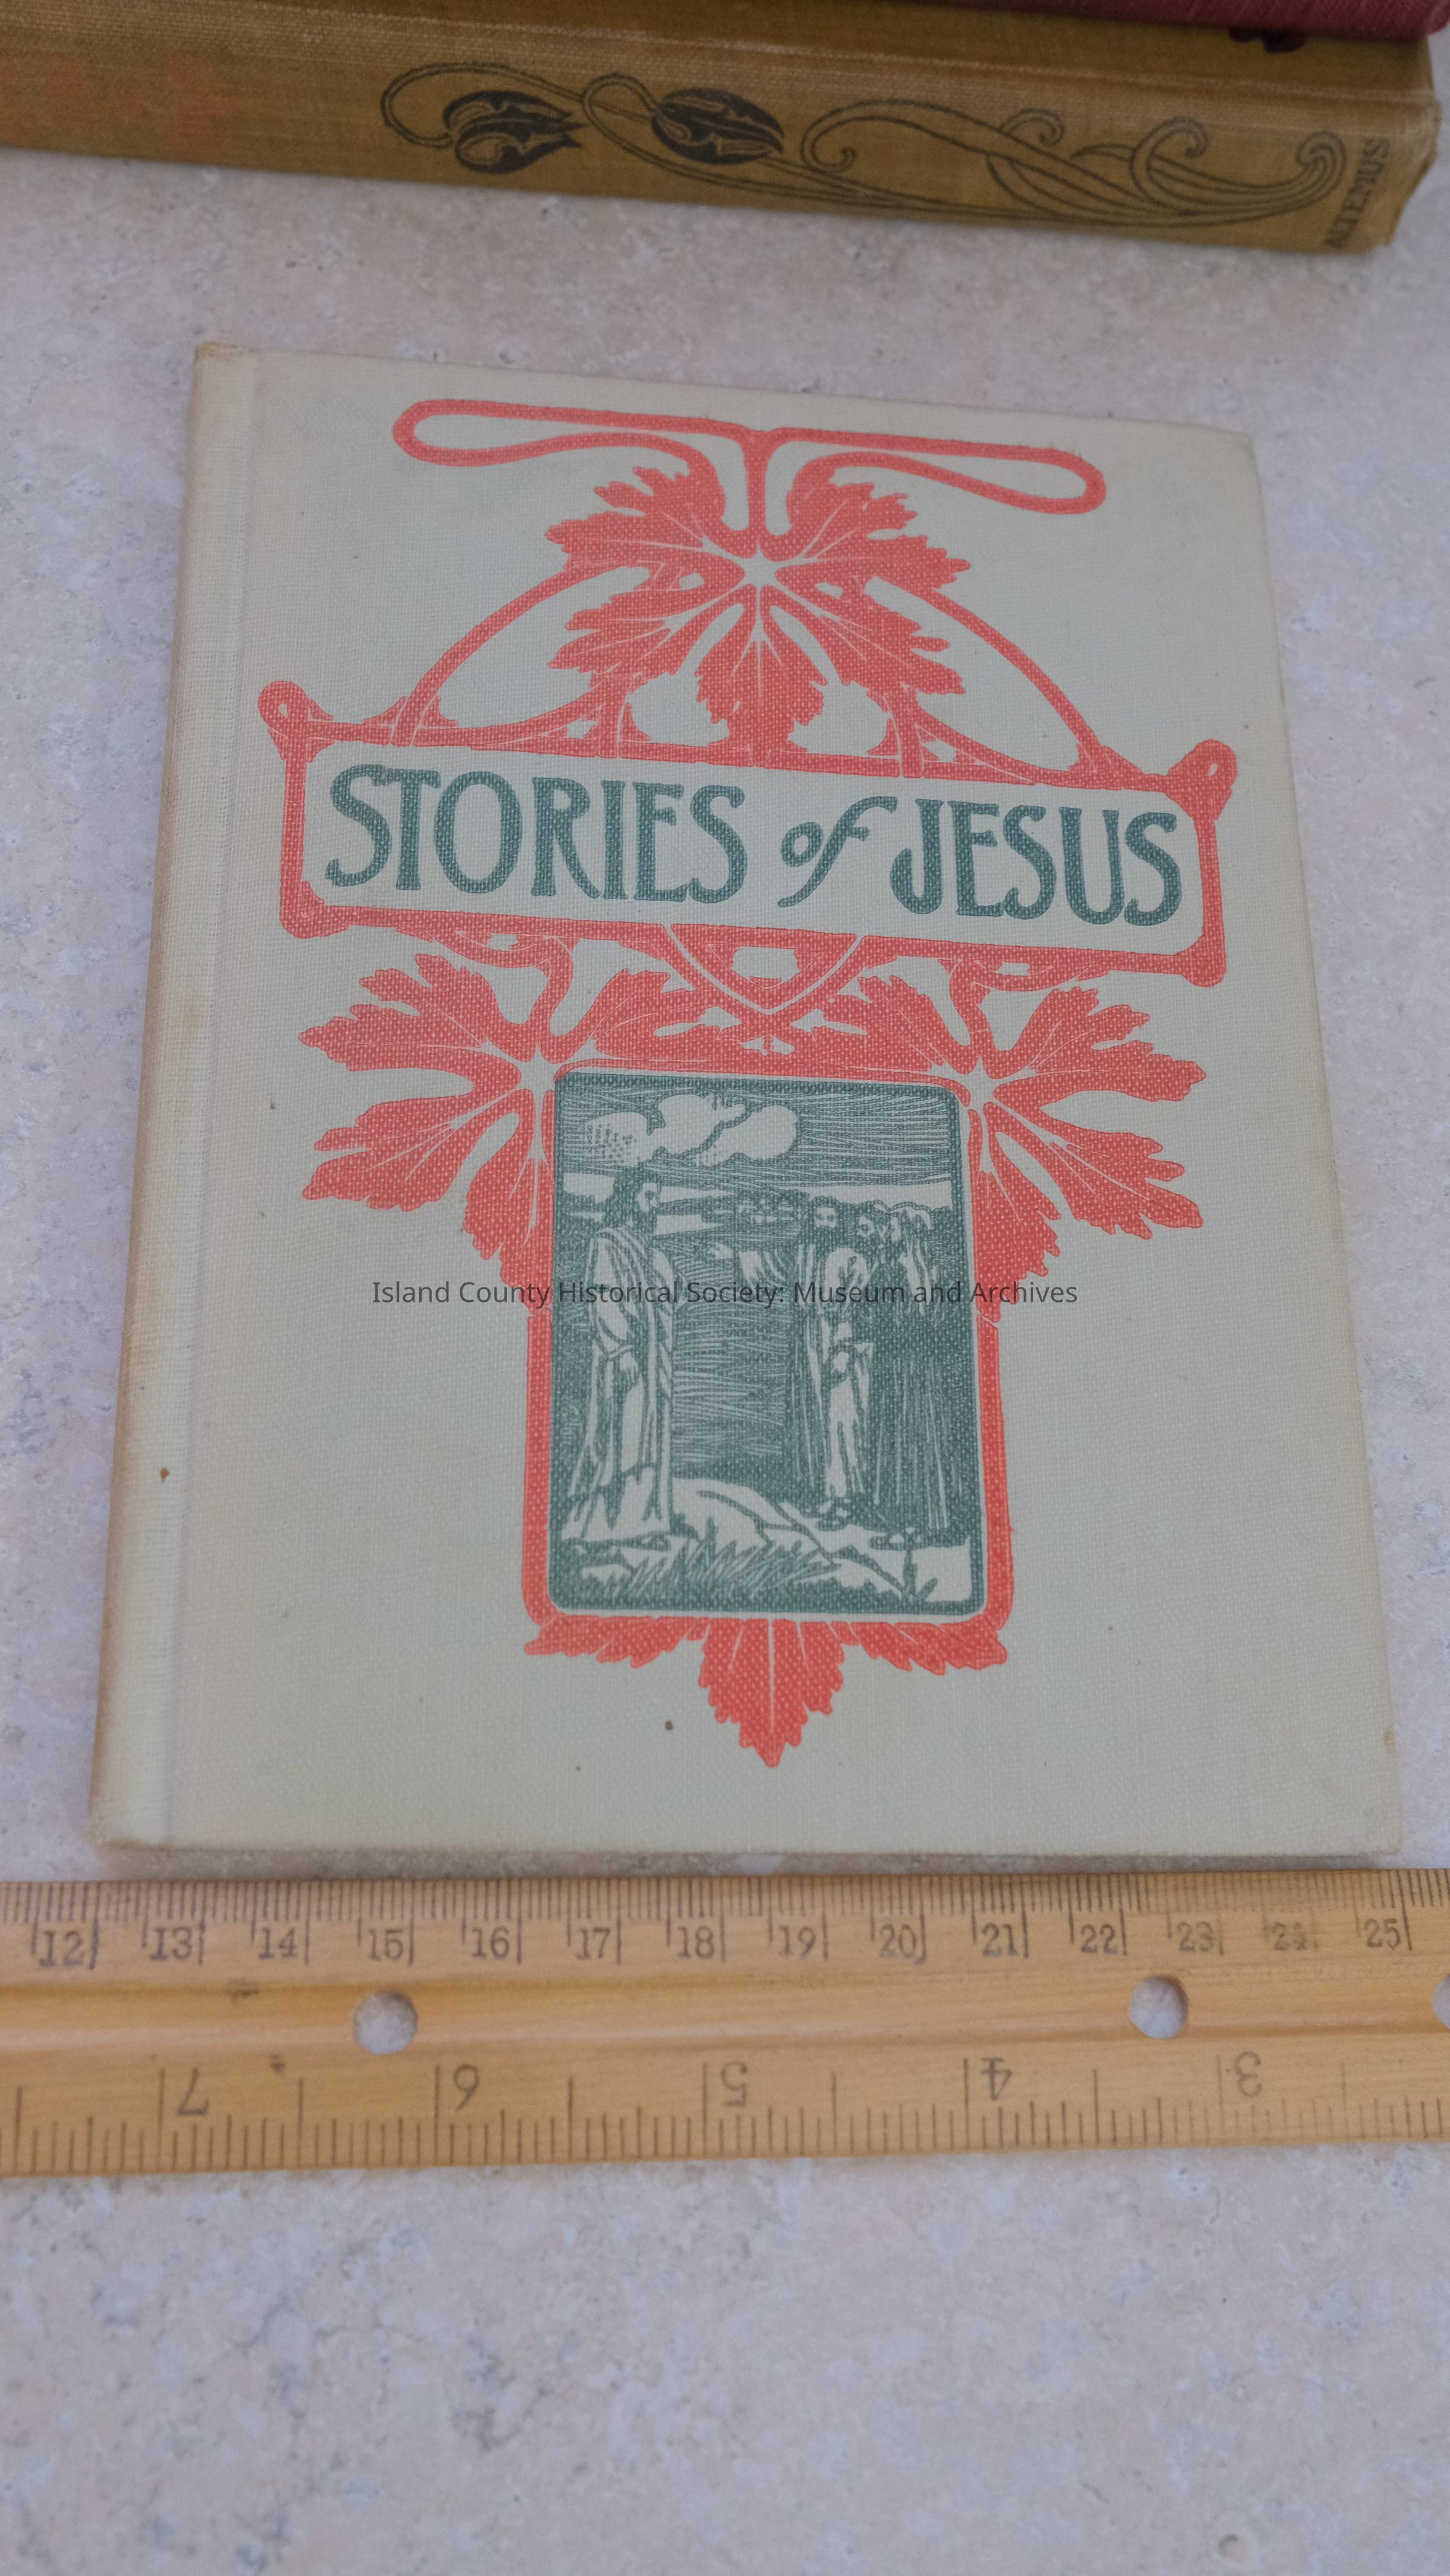 ALTEMUS
STORIES of JESUS
Island County Historical Society: Museum and Archives
12 13 14 15 16 17 18 19 20 21 22 23 24 25
7 6 5 4 3